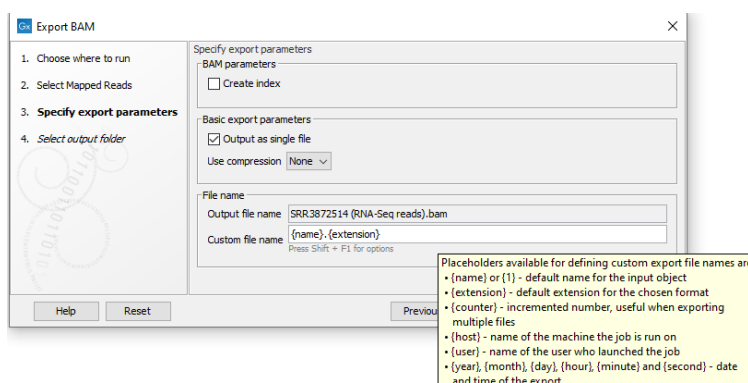 Gx Export BAM
1. Choose where to run
2. Select Mapped Reads
3. Specify export parameters
4. Select output folder
Specify export parameters
BAM parameters
Create index
Basic export parameters
Output as single file
Use compression None
File name
Output file name SRR3872514 (RNA-Seq reads).bam
Custom file name {name}.{extension}
Press Shift + F1 for options
Help Reset
Previou
Placeholders available for defining custom export file names are
• {name} or {1} - default name for the input object
• {extension} - default extension for the chosen format
• {counter} - incremented number, useful when exporting
multiple files
• {host} - name of the machine the job is run on
• {user} - name of the user who launched the job
• {year}, {month}, {day}, {hour}, {minute} and {second} - date
and time of the export